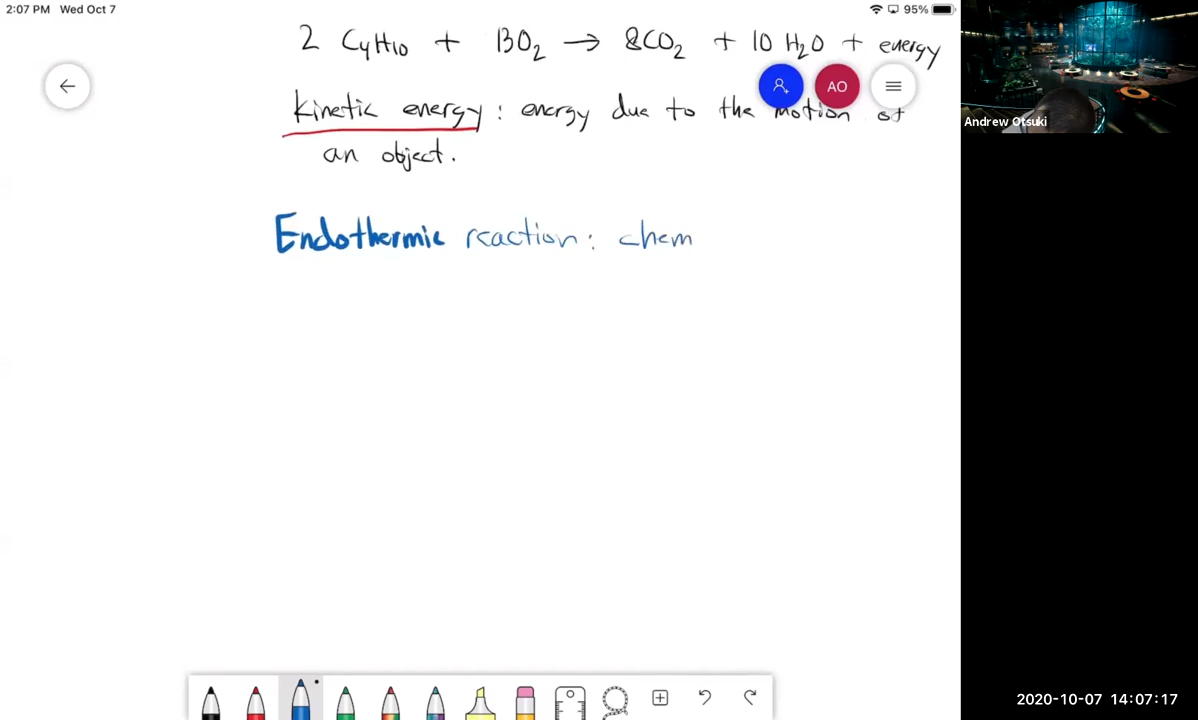 2:07 PM Wed Oct 7
95%
2 C4H10 + 13O2 → 8CO2 + 10 H2O + energy
AO
Kinetic energy : energy due to the motion of
an object.
Endothermic reaction : chem
Andrew Otsuki
2020-10-07 14:07:17